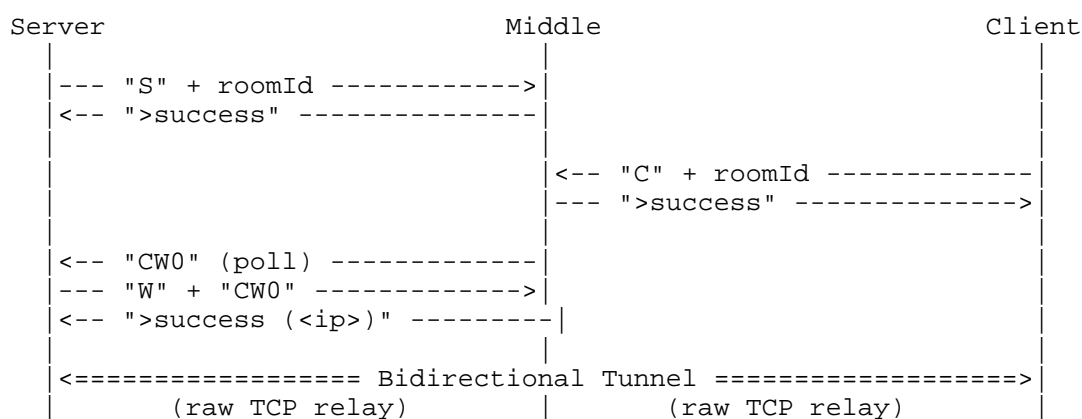 Server Middle Client
| | |
|--- "S" + roomId ------------>| |
|<-- ">success" ---------------| |
| | |
| |<-- "C" + roomId -------------|
| |--- ">success" -------------->|
| | |
|<-- "CW0" (poll) -------------| |
|--- "W" + "CW0" ------------->| |
|<-- ">success (<ip>)" ---------| |
| | |
|<================== Bidirectional Tunnel ===================>|
| (raw TCP relay) | (raw TCP relay) |